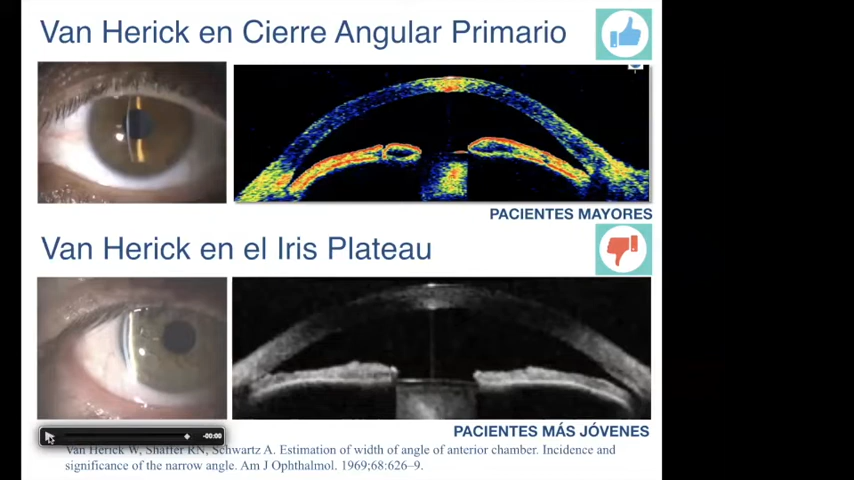 Van Herick en Cierre Angular Primario
PACIENTES MAYORES
Van Herick en el Iris Plateau
PACIENTES MÁS JÓVENES
-00:00
Van Herick W, Shaffer RN, Schwartz A. Estimation of width of angle of anterior chamber. Incidence and
significance of the narrow angle. Am J Ophthalmol. 1969;68:626–9.